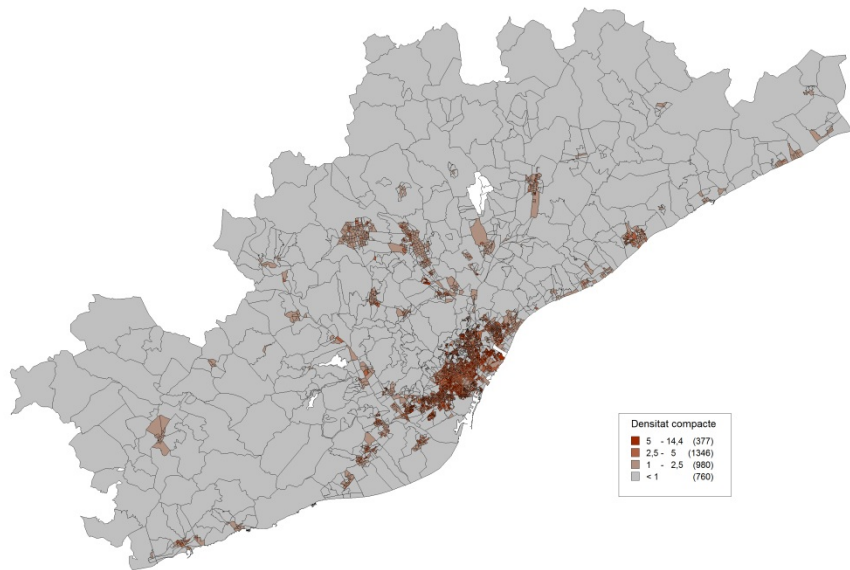 Densitat compacte
5 - 14,4 (377)
2,5 - 5 (1346)
1 - 2,5 (980)
< 1 (760)